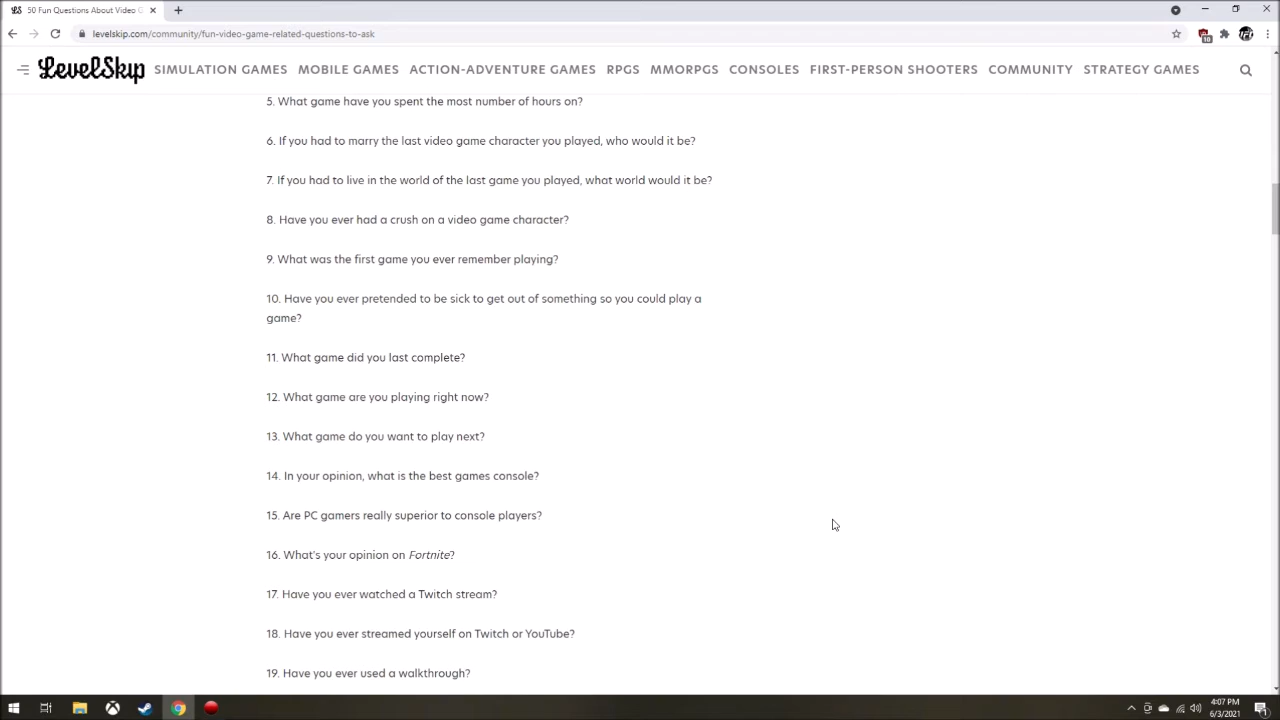 50 Fun Questions About Video G
levelskip.com/community/fun-video-game-related-questions-to-ask
10
LevelSkip SIMULATION GAMES MOBILE GAMES ACTION-ADVENTURE GAMES RPGS MMORPGS CONSOLES FIRST-PERSON SHOOTERS COMMUNITY STRATEGY GAMES
5. What game have you spent the most number of hours on?
6. If you had to marry the last video game character you played, who would it be?
7. If you had to live in the world of the last game you played, what world would it be?
8. Have you ever had a crush on a video game character?
9. What was the first game you ever remember playing?
10. Have you ever pretended to be sick to get out of something so you could play a
game?
11. What game did you last complete?
12. What game are you playing right now?
13. What game do you want to play next?
14. In your opinion, what is the best games console?
15. Are PC gamers really superior to console players?
16. What's your opinion on Fortnite?
17. Have you ever watched a Twitch stream?
18. Have you ever streamed yourself on Twitch or YouTube?
19. Have you ever used a walkthrough?
4:07 PM
6/3/2021
1